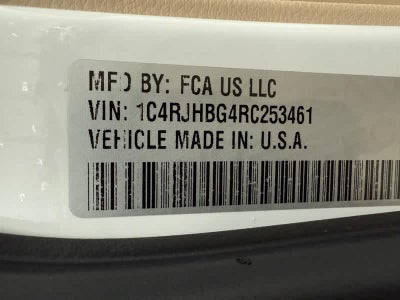 MFD BY: FCA US LLC
VIN: 1C4RJHBG4RC253461
VEHICLE MADE IN: U.S.A.